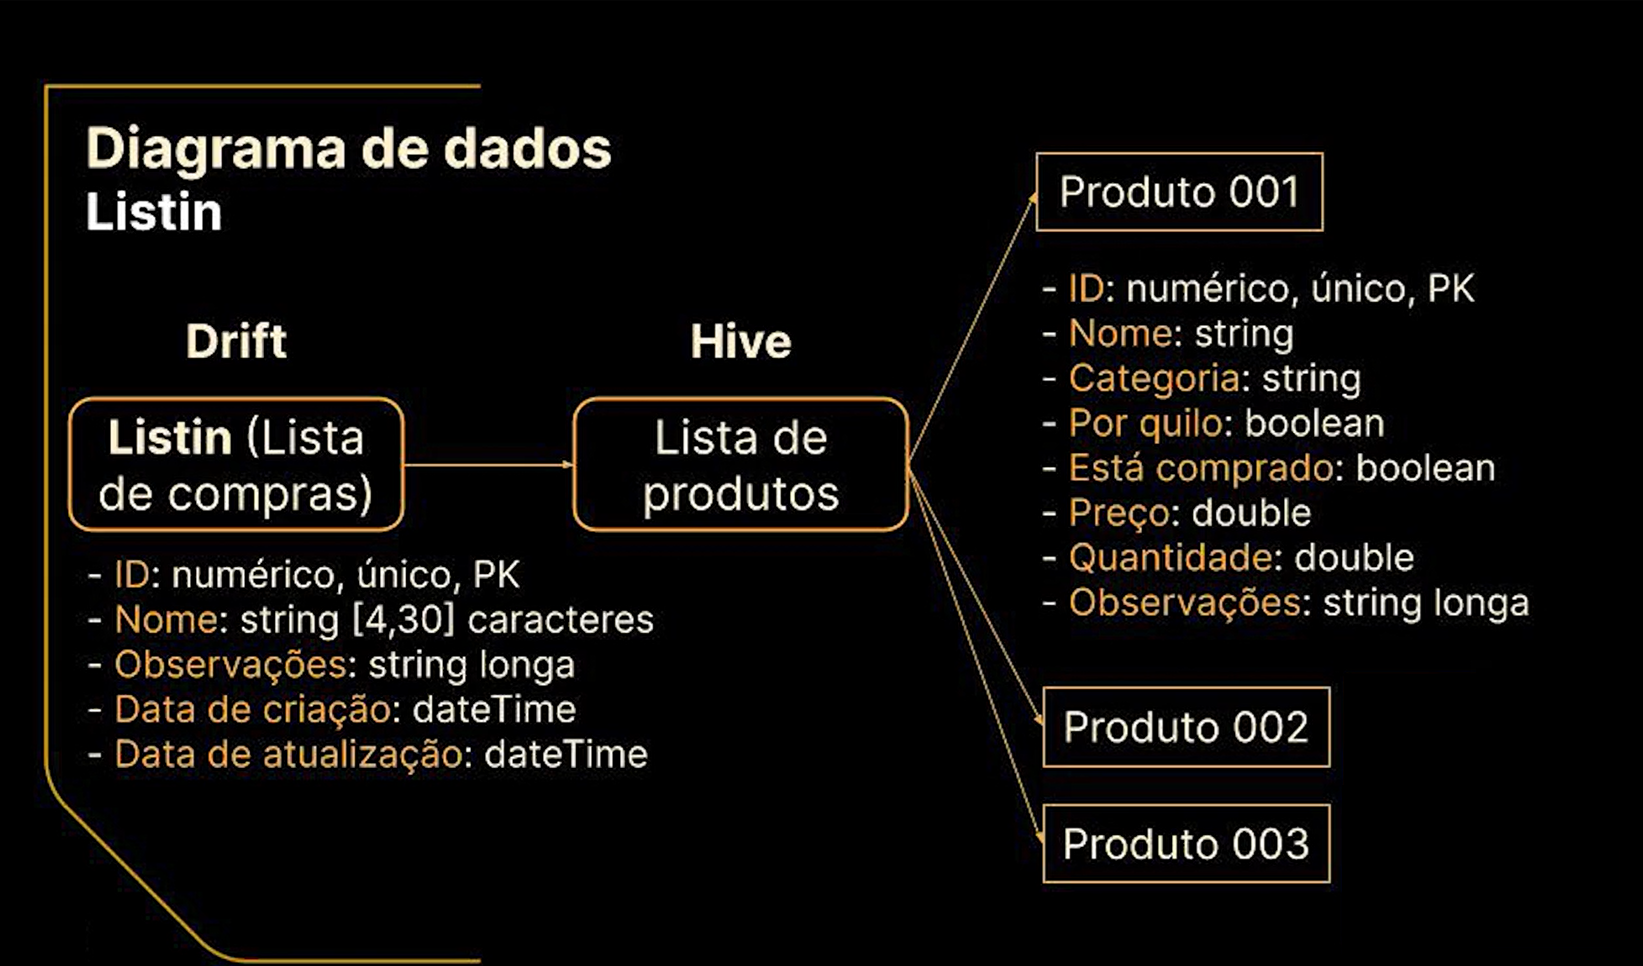 Diagrama de dados
Listin
Drift
Listin (Lista
de compras)
- ID: numérico, único, PK
- Nome: string [4,30] caracteres
- Observações: string longa
- Data de criação: dateTime
- Data de atualização: dateTime
Hive
Lista de
produtos
Produto 001
- ID: numérico, único, PK
- Nome: string
- Categoria: string
- Por quilo: boolean
- Está comprado: boolean
- Preço: double
- Quantidade: double
- Observações: string longa
Produto 002
Produto 003